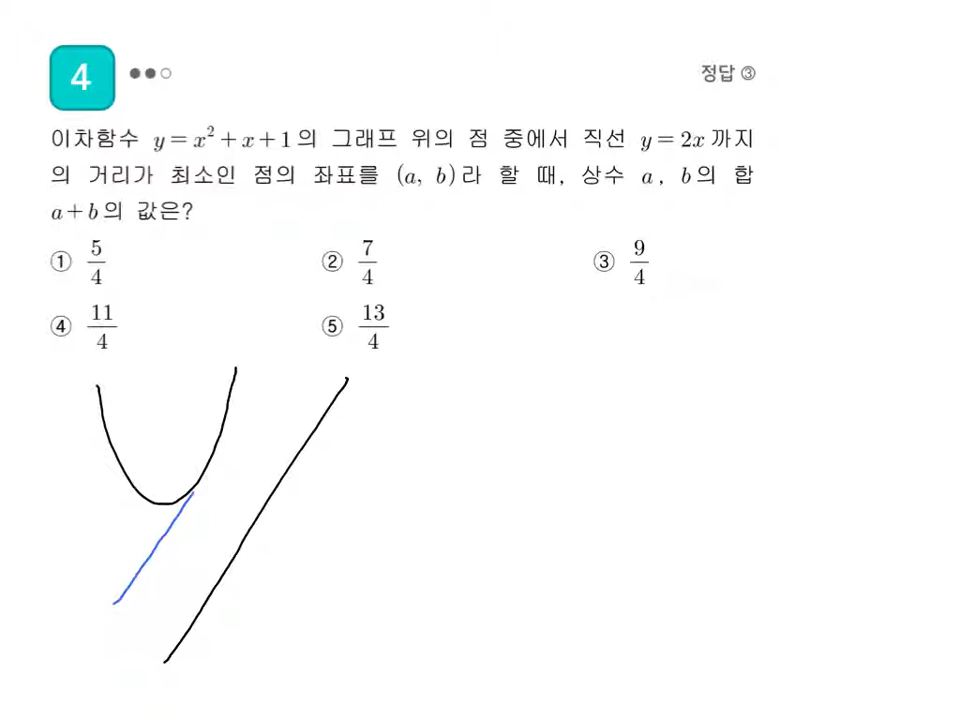 4
정답 ③
이차함수 y=x²+x+1의 그래프 위의 점 중에서 직선 y=2x까지
의 거리가 최소인 점의 좌표를 (a, b)라 할 때, 상수 a, b의 합
a+b의 값은?
① 5/4 ② 7/4 ③ 9/4
④ 11/4 ⑤ 13/4